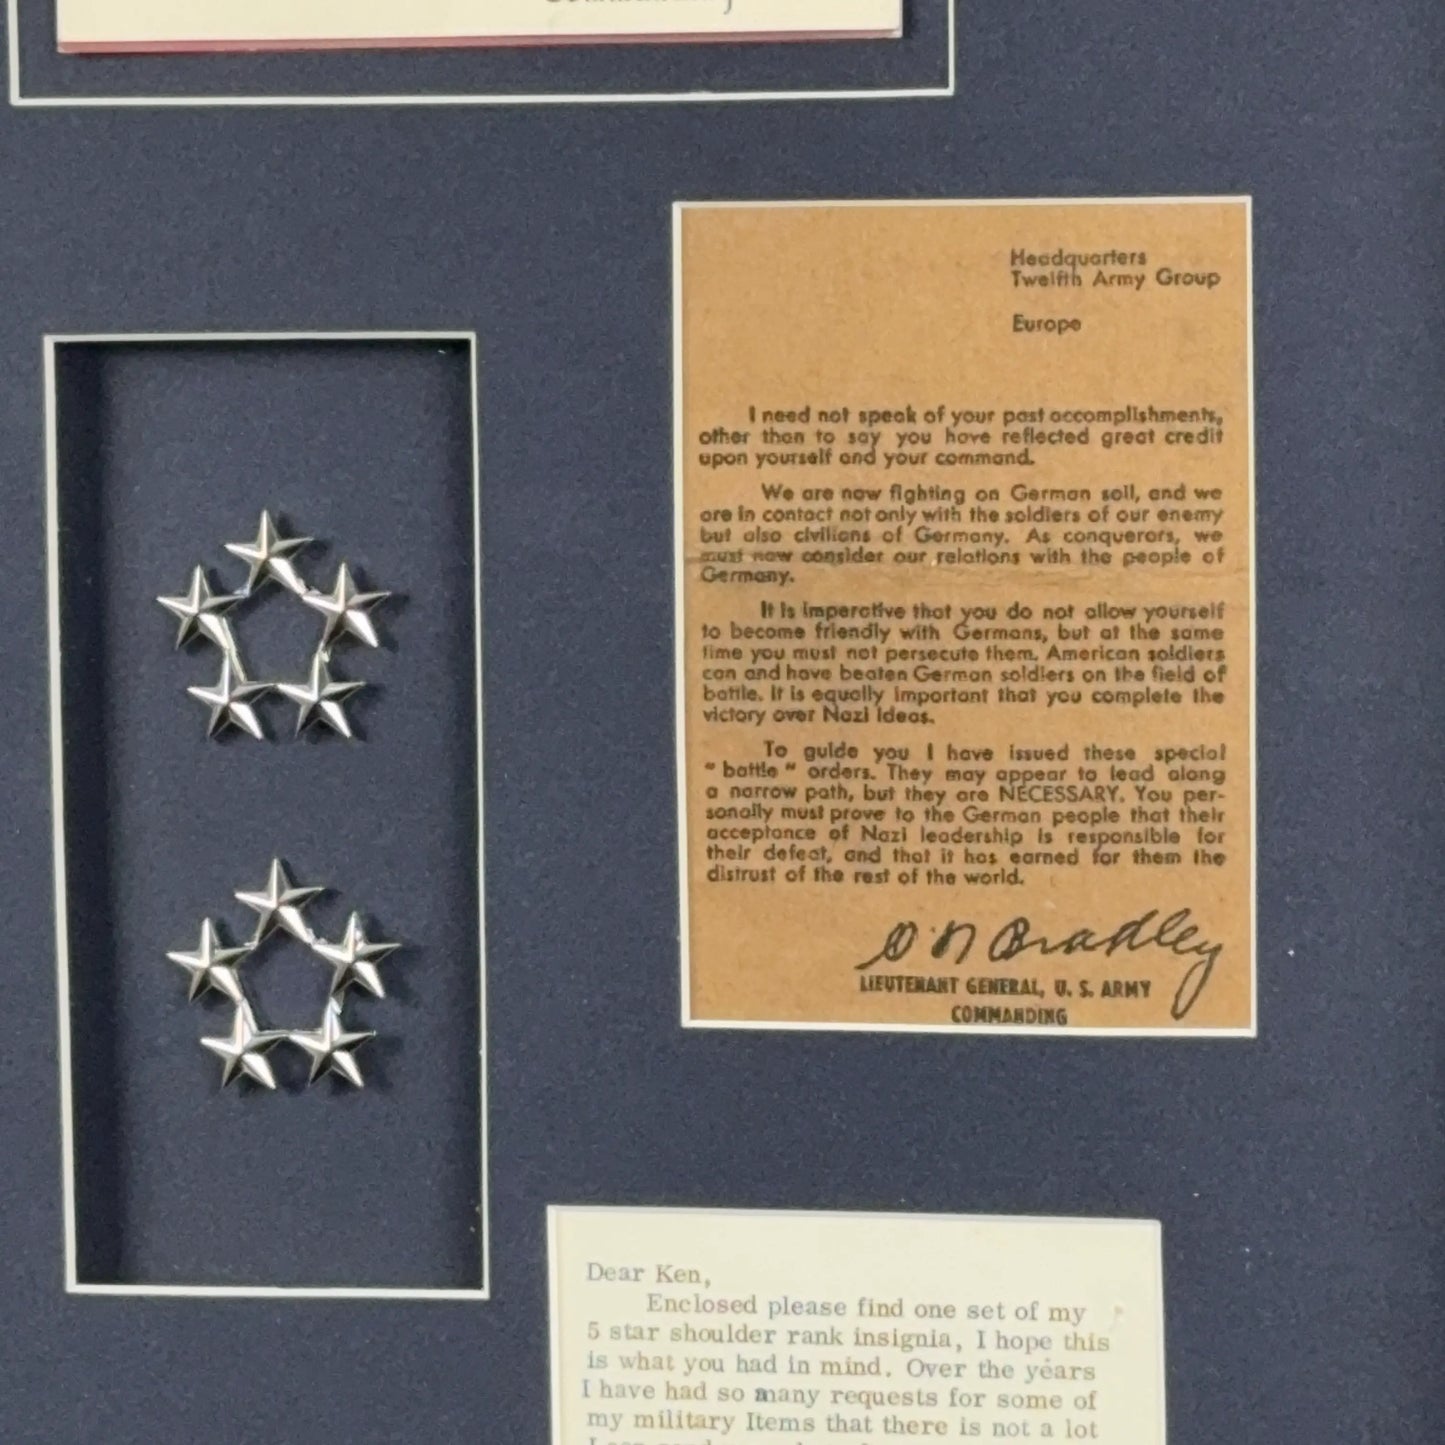 Headquarters
Twelfth Army Group
Europe
I need not speak of your past accomplishments,
other than to say you have reflected great credit
upon yourself and your command.
We are now fighting on German soil, and we
are in contact not only with the soldiers of our enemy
but also civilians of Germany. As conquerors, we
must now consider our relations with the people of
Germany.
It is imperative that you do not allow yourself
to become friendly with Germans, but at the same
time you must not persecute them. American soldiers
can and have beaten German soldiers on the field of
battle. It is equally important that you complete the
victory over Nazi ideas.
To guide you I have issued these special
"battle" orders. They may appear to lead along
a narrow path, but they are NECESSARY. You per-
sonally must prove to the German people that their
acceptance of Nazi leadership is responsible for
their defeat, and that it has earned for them the
distrust of the rest of the world.
O N Bradley
LIEUTENANT GENERAL, U. S. ARMY
COMMANDING
Dear Ken,
Enclosed please find one set of my
5 star shoulder rank insignia, I hope this
is what you had in mind. Over the years
I have had so many requests for some of
my military Items that there is not a lot